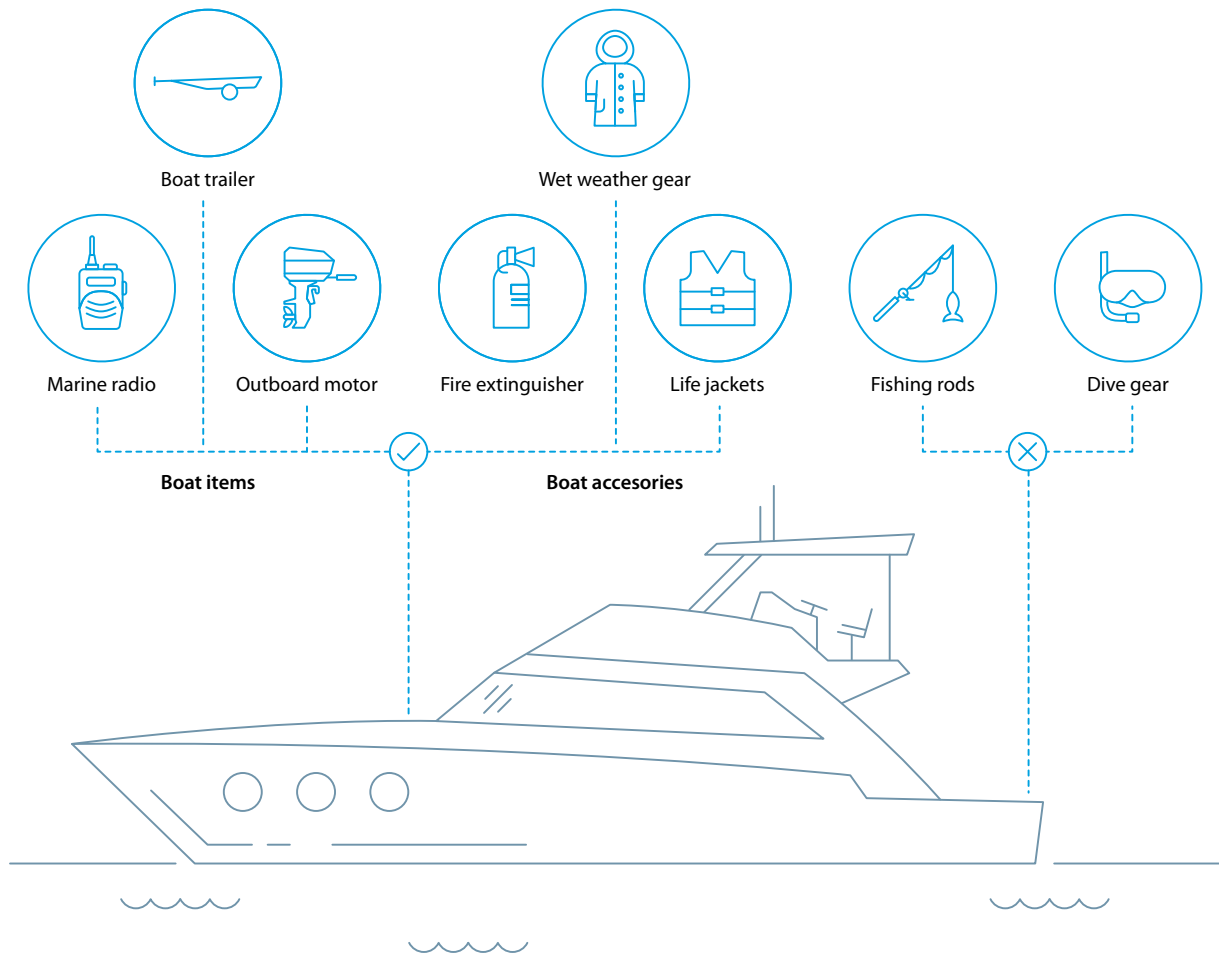 Boat trailer
Wet weather gear
Marine radio
Outboard motor
Fire extinguisher
Life jackets
Fishing rods
Dive gear
Boat items
Boat accesories